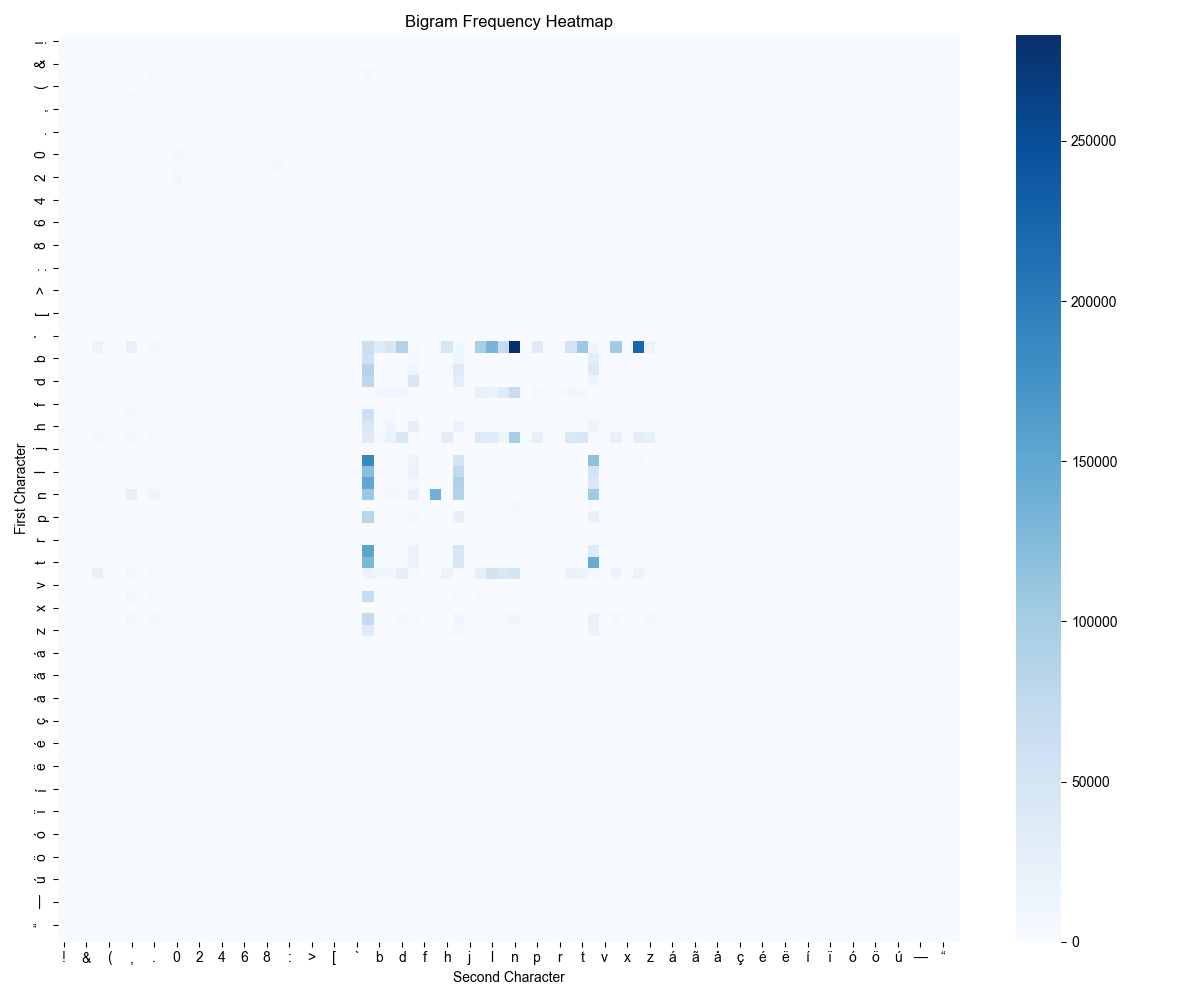 Bigram Frequency Heatmap
First Character
! & ( , . 0 2 4 6 8 : > [ ` b d f h j l n p r t v x z á ã ȧ ç é ë í ï ó ö ú — “
250000
200000
150000
100000
50000
0
! & ( , . 0 2 4 6 8 : > [ ` b d f h j l n p r t v x z á ã ȧ ç é ë í ï ó ö ú — “
Second Character